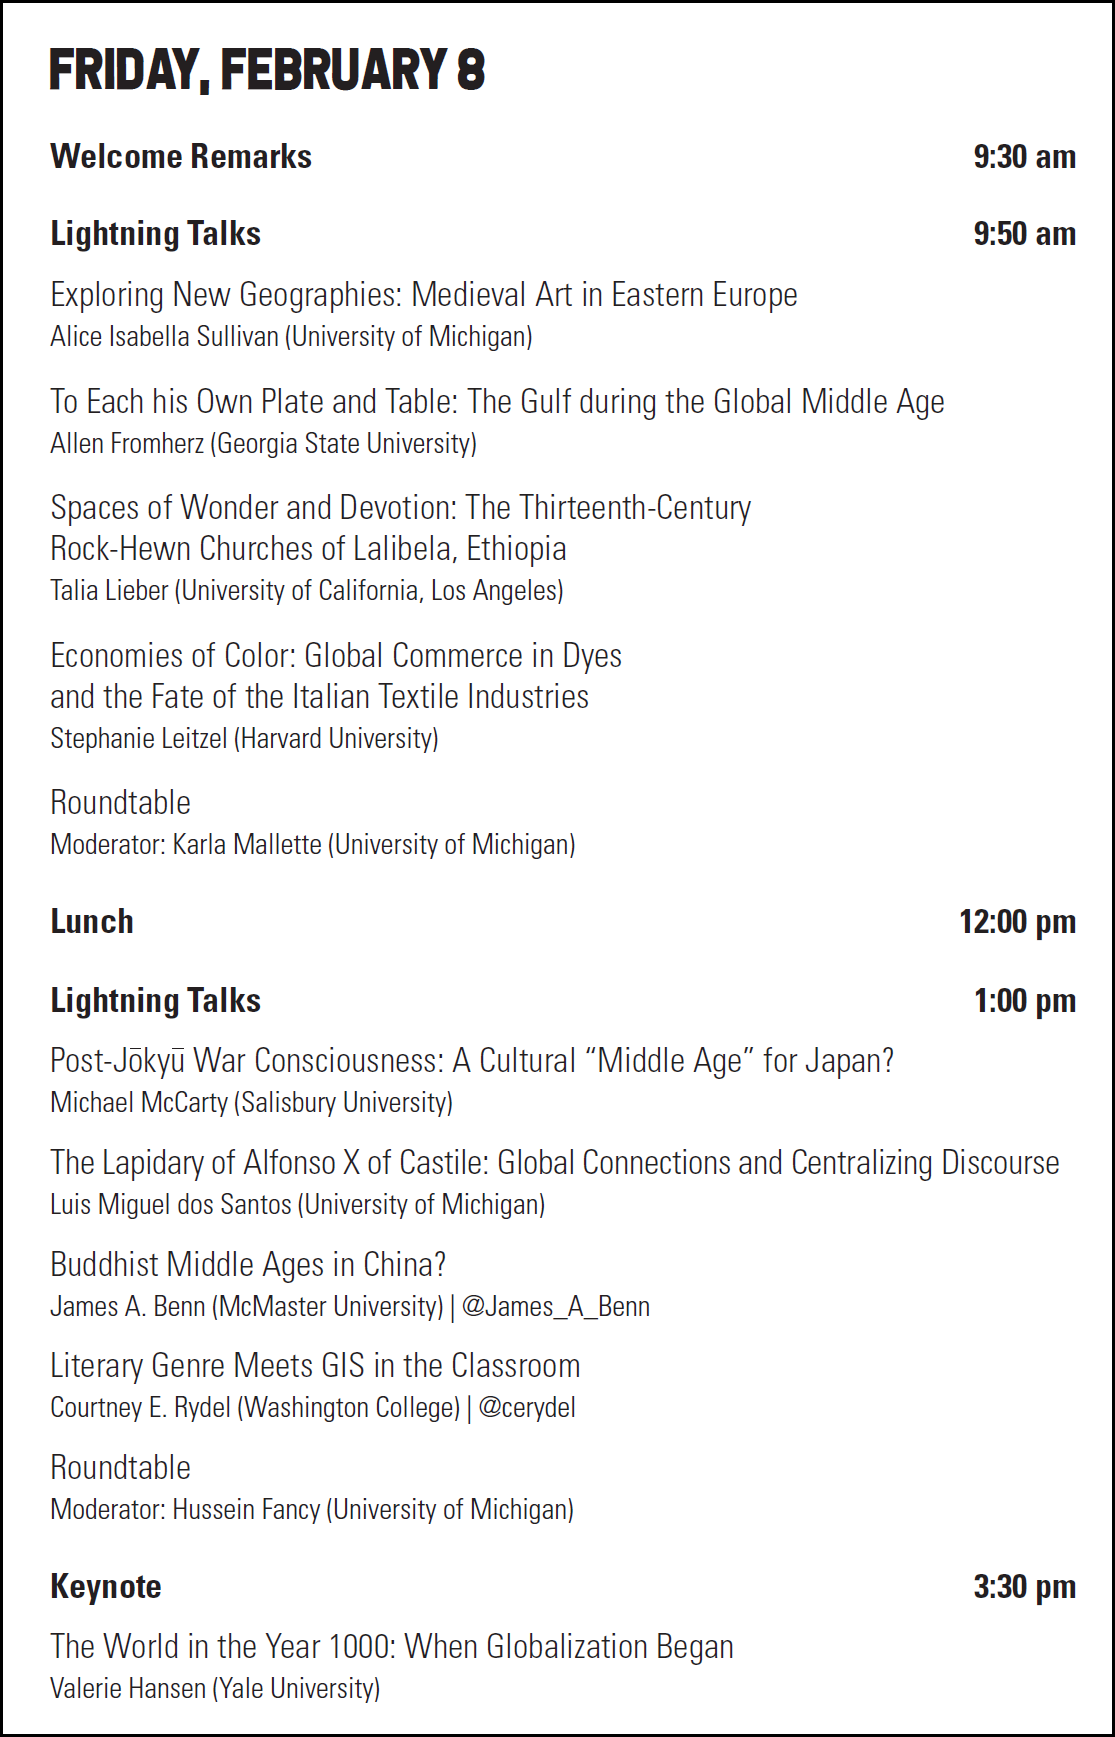 FRIDAY, FEBRUARY 8
Welcome Remarks 9:30 am
Lightning Talks 9:50 am
Exploring New Geographies: Medieval Art in Eastern Europe
Alice Isabella Sullivan (University of Michigan)
To Each his Own Plate and Table: The Gulf during the Global Middle Age
Allen Fromherz (Georgia State University)
Spaces of Wonder and Devotion: The Thirteenth-Century
Rock-Hewn Churches of Lalibela, Ethiopia
Talia Lieber (University of California, Los Angeles)
Economies of Color: Global Commerce in Dyes
and the Fate of the Italian Textile Industries
Stephanie Leitzel (Harvard University)
Roundtable
Moderator: Karla Mallette (University of Michigan)
Lunch 12:00 pm
Lightning Talks 1:00 pm
Post-Jōkyū War Consciousness: A Cultural “Middle Age” for Japan?
Michael McCarty (Salisbury University)
The Lapidary of Alfonso X of Castile: Global Connections and Centralizing Discourse
Luis Miguel dos Santos (University of Michigan)
Buddhist Middle Ages in China?
James A. Benn (McMaster University) | @James_A_Benn
Literary Genre Meets GIS in the Classroom
Courtney E. Rydel (Washington College) | @cerydel
Roundtable
Moderator: Hussein Fancy (University of Michigan)
Keynote 3:30 pm
The World in the Year 1000: When Globalization Began
Valerie Hansen (Yale University)